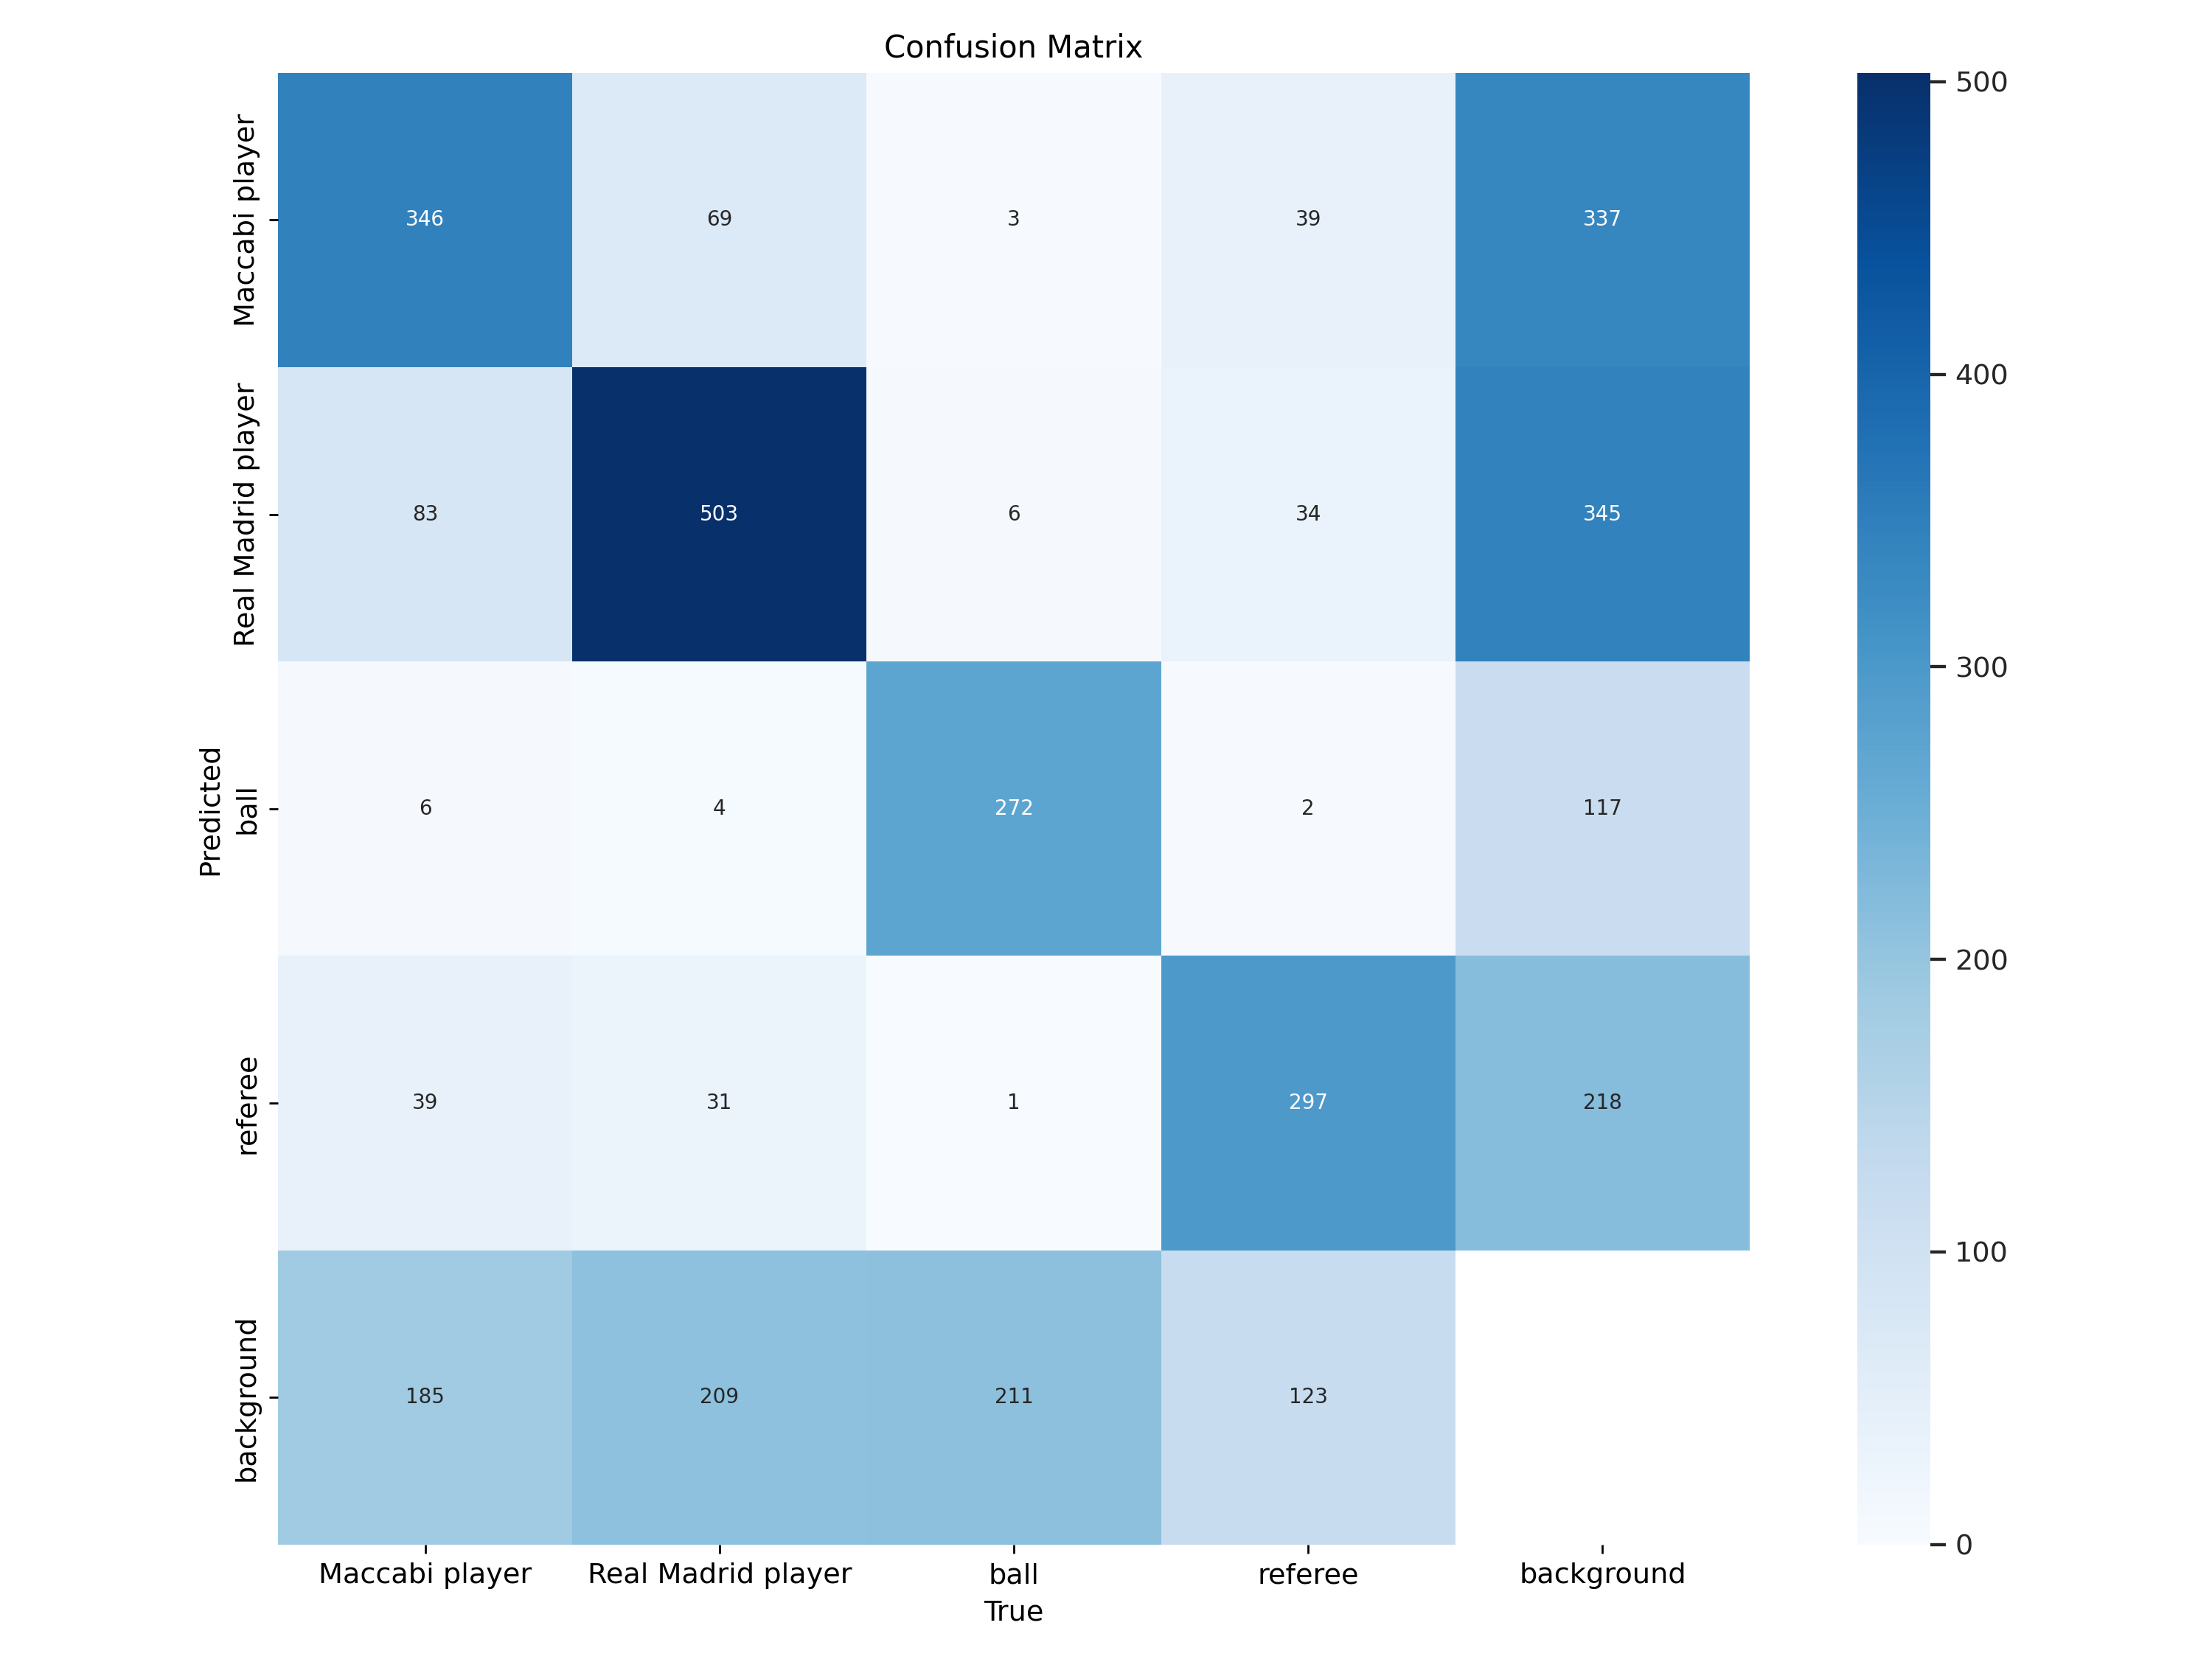 Confusion Matrix
Maccabi player
346 69 3 39 337
Real Madrid player
83 503 6 34 345
Predicted
ball
6 4 272 2 117
referee
39 31 1 297 218
background
185 209 211 123
Maccabi player Real Madrid player ball referee background
True
500
400
300
200
100
0